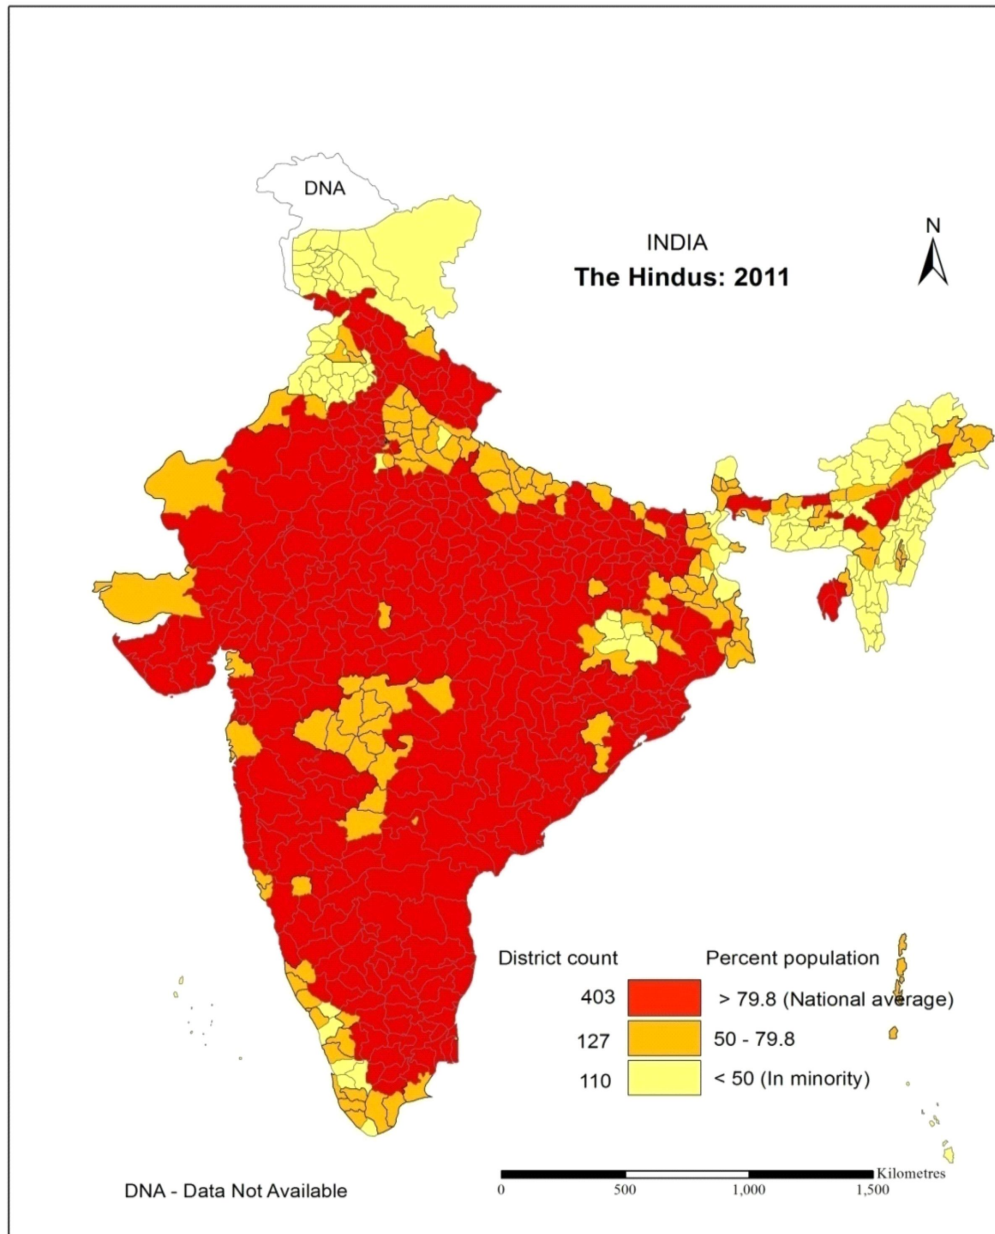 DNA
INDIA
The Hindus: 2011
N
District count Percent population
403 > 79.8 (National average)
127 50 - 79.8
110 < 50 (In minority)
Kilometres
0 500 1,000 1,500
DNA - Data Not Available